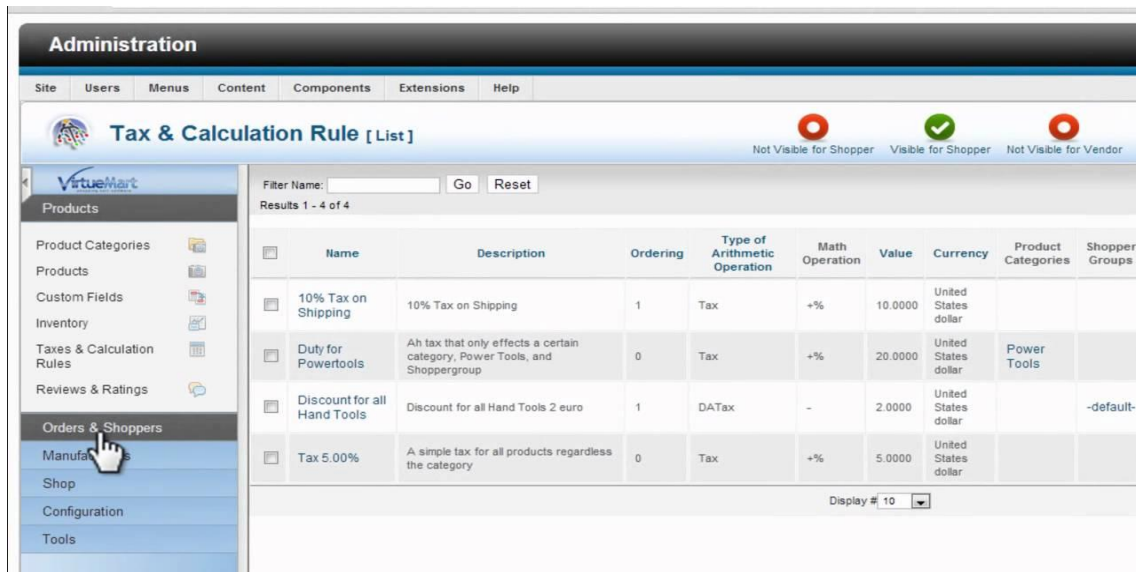 Administration
Site Users Menus Content Components Extensions Help
Tax & Calculation Rule [ List ]
Not Visible for Shopper Visible for Shopper Not Visible for Vendor
VirtueMart
Products
Product Categories
Products
Custom Fields
Inventory
Taxes & Calculation
Rules
Reviews & Ratings
Orders & Shoppers
Shop
Configuration
Tools
Filter Name: Go Reset
Results 1 - 4 of 4
Name Description Ordering Type of Arithmetic Operation Math Operation Value Currency Product Categories Shopper Groups
10% Tax on Shipping 10% Tax on Shipping 1 Tax +% 10.0000 United States dollar
Duty for Powertools Ah tax that only effects a certain category, Power Tools, and Shoppergroup 0 Tax +% 20.0000 United States dollar Power Tools
Discount for all Hand Tools Discount for all Hand Tools 2 euro 1 DATax - 2.0000 United States dollar -default-
Tax 5.00% A simple tax for all products regardless the category 0 Tax +% 5.0000 United States dollar
Display # 10